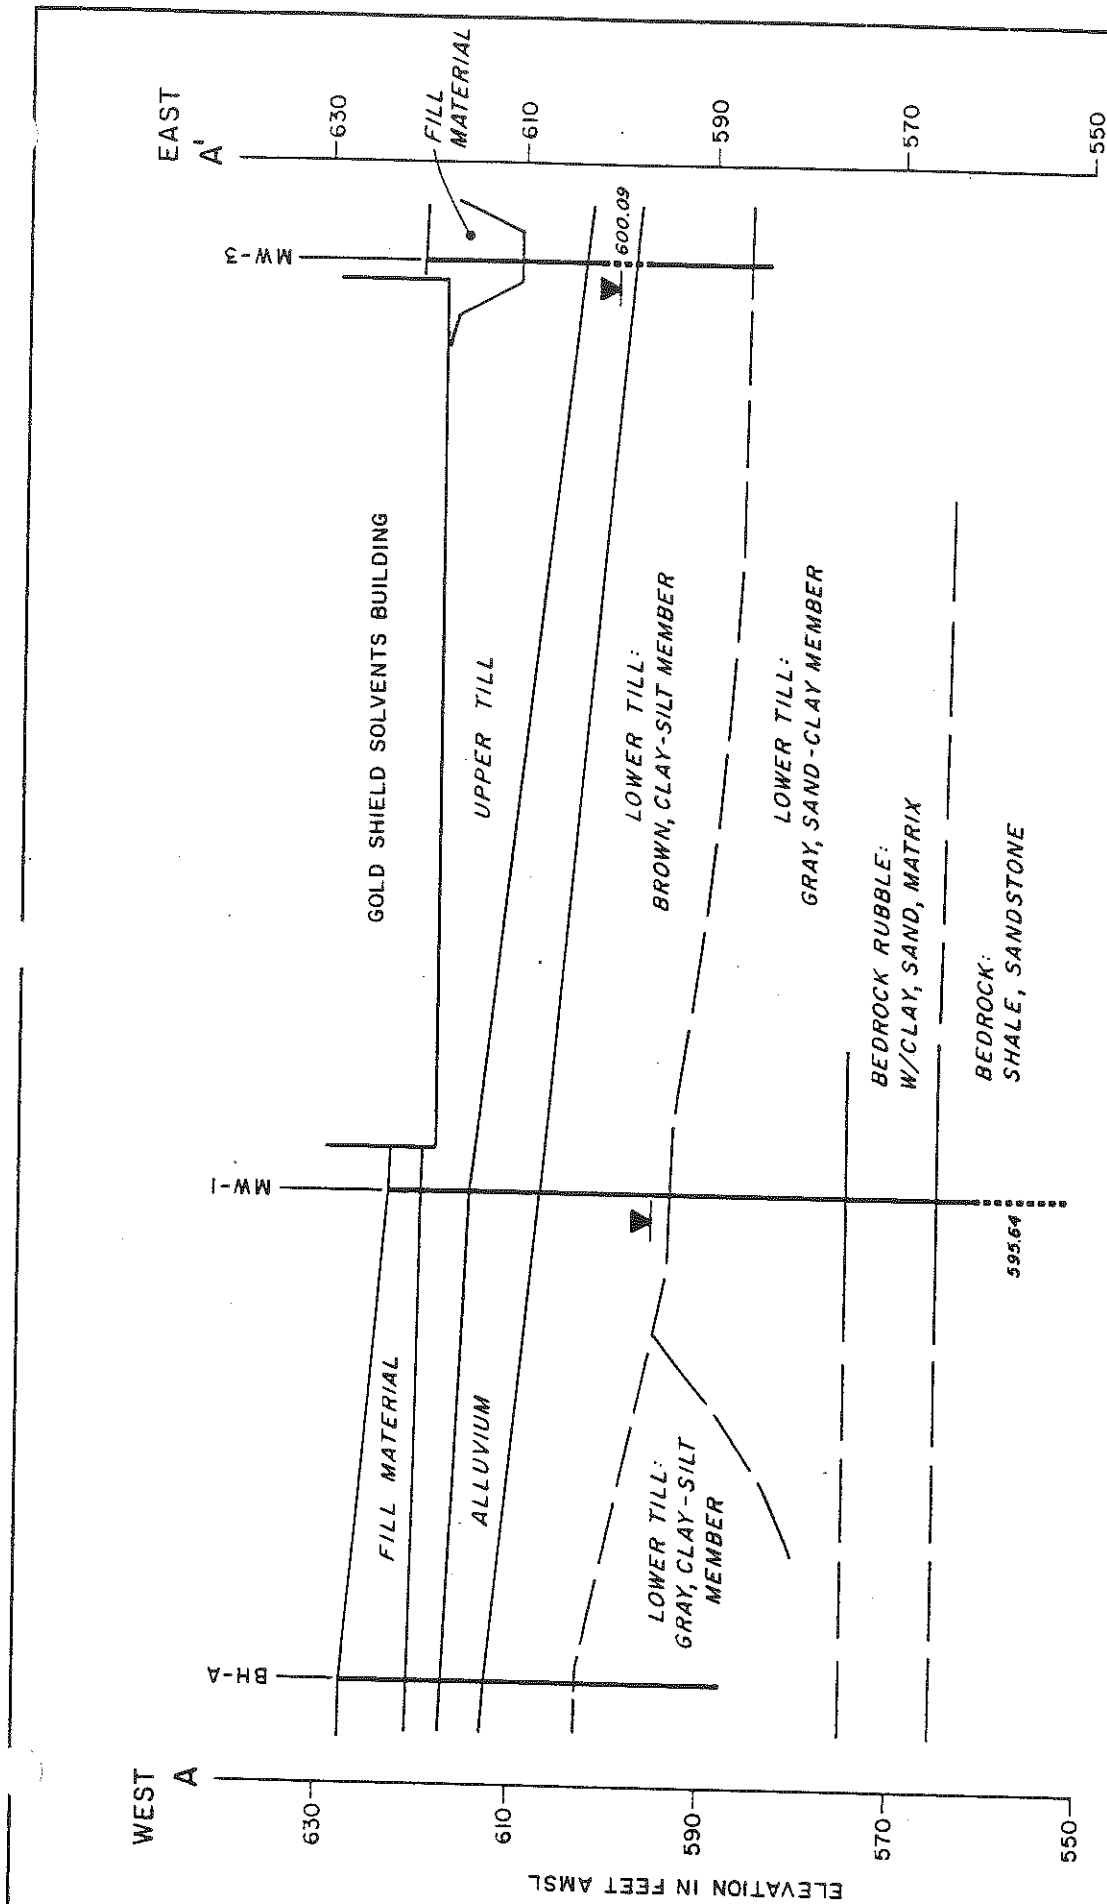 WEST
A
EAST
A'
630
610
590
570
550
ELEVATION IN FEET AMSL
BH-A
MW-1
MW-3
GOLD SHIELD SOLVENTS BUILDING
FILL
MATERIAL
FILL MATERIAL
UPPER TILL
ALLUVIUM
LOWER TILL:
GRAY, CLAY-SILT
MEMBER
LOWER TILL:
BROWN, CLAY-SILT MEMBER
LOWER TILL:
GRAY, SAND-CLAY MEMBER
BEDROCK RUBBLE:
W/CLAY, SAND, MATRIX
BEDROCK:
SHALE, SANDSTONE
595.64
600.09
630
610
590
570
550